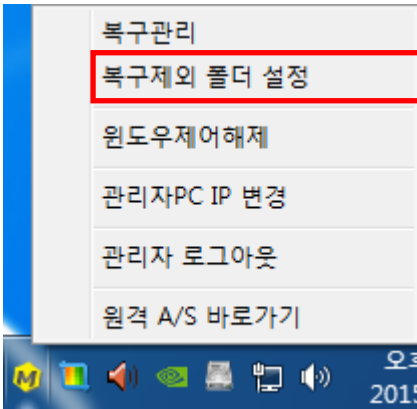 복구관리
복구제외 폴더 설정
윈도우제어해제
관리자PC IP 변경
관리자 로그아웃
원격 A/S 바로가기
2015